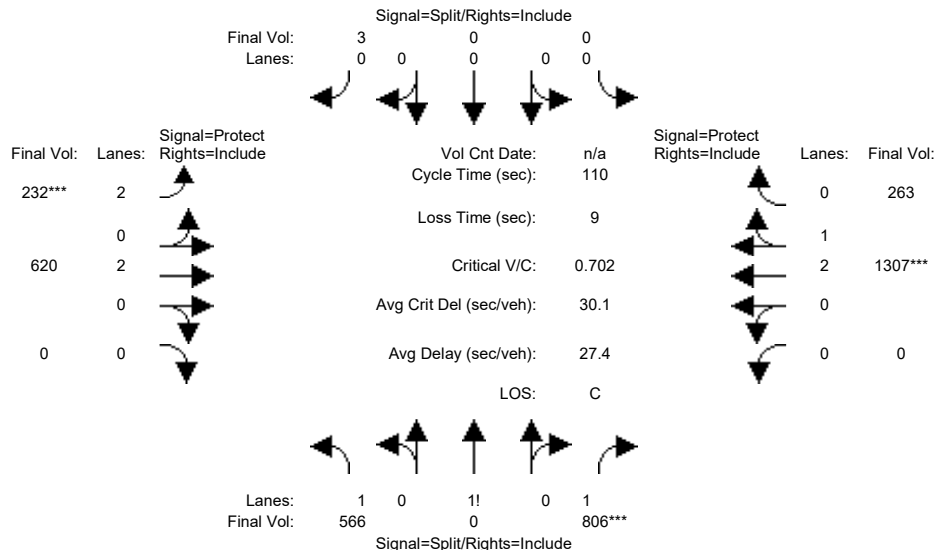 Signal=Split/Rights=Include
Final Vol: 3 0 0
Lanes: 0 0 0 0 0
Signal=Protect
Final Vol: Lanes: Rights=Include
Vol Cnt Date: n/a
Signal=Protect
Rights=Include Lanes: Final Vol:
Cycle Time (sec): 110
232*** 2
0 263
Loss Time (sec): 9
0
1
620 2
Critical V/C: 0.702
2 1307***
0
Avg Crit Del (sec/veh): 30.1
0
0 0
Avg Delay (sec/veh): 27.4
0 0
LOS: C
Lanes: 1 0 1! 0 1
Final Vol: 566 0 806***
Signal=Split/Rights=Include